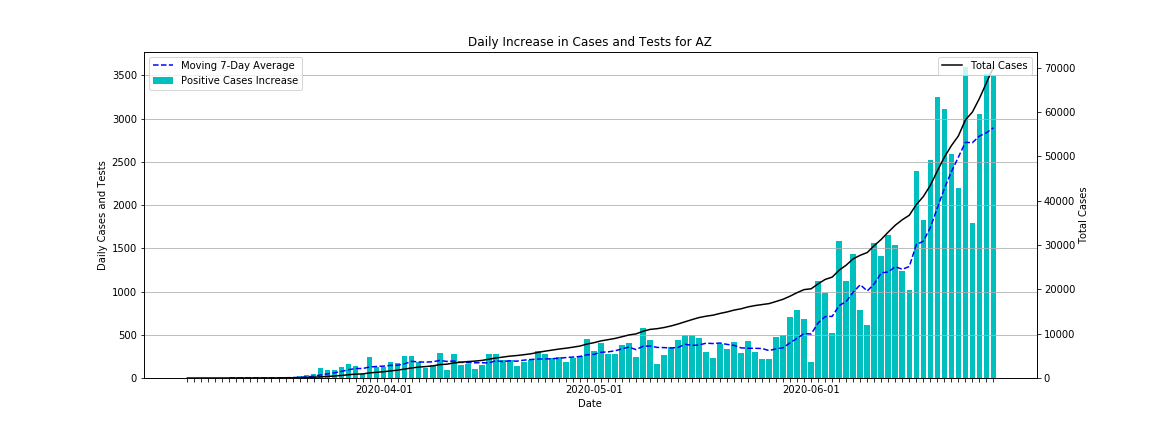 Daily Increase in Cases and Tests for AZ
Moving 7-Day Average
Positive Cases Increase
Total Cases
3500
3000
2500
2000
1500
1000
500
0
Daily Cases and Tests
70000
60000
50000
40000
30000
20000
10000
0
Total Cases
2020-04-01
2020-05-01
2020-06-01
Date